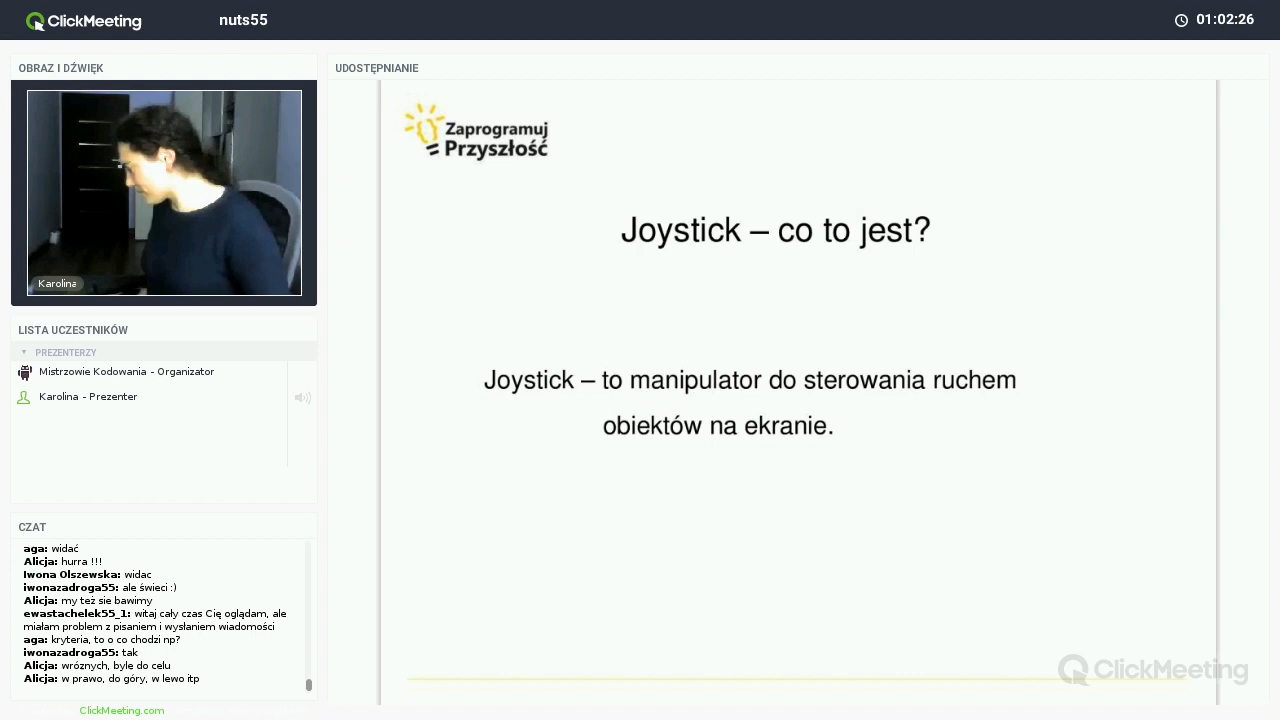 ClickMeeting
nuts55
01:02:26
OBRAZ I DŹWIĘK
Karolina
LISTA UCZESTNIKÓW
PREZENTERZY
Mistrzowie Kodowania - Organizator
Karolina - Prezenter
CZAT
aga: widać
Alicja: hurra !!!
Iwona Olszewska: widac
iwonazadroga55: ale świeci :)
Alicja: my też sie bawimy
ewastachelek55_1: witaj cały czas Cię oglądam, ale
miałam problem z pisaniem i wysłaniem wiadomości
aga: kryteria, to o co chodzi np?
iwonazadroga55: tak
Alicja: wróznych, byle do celu
Alicja: w prawo, do góry, w lewo itp
ClickMeeting.com
UDOSTĘPNIANIE
Zaprogramuj
Przyszłość
Joystick – co to jest?
Joystick – to manipulator do sterowania ruchem
obiektów na ekranie.
ClickMeeting